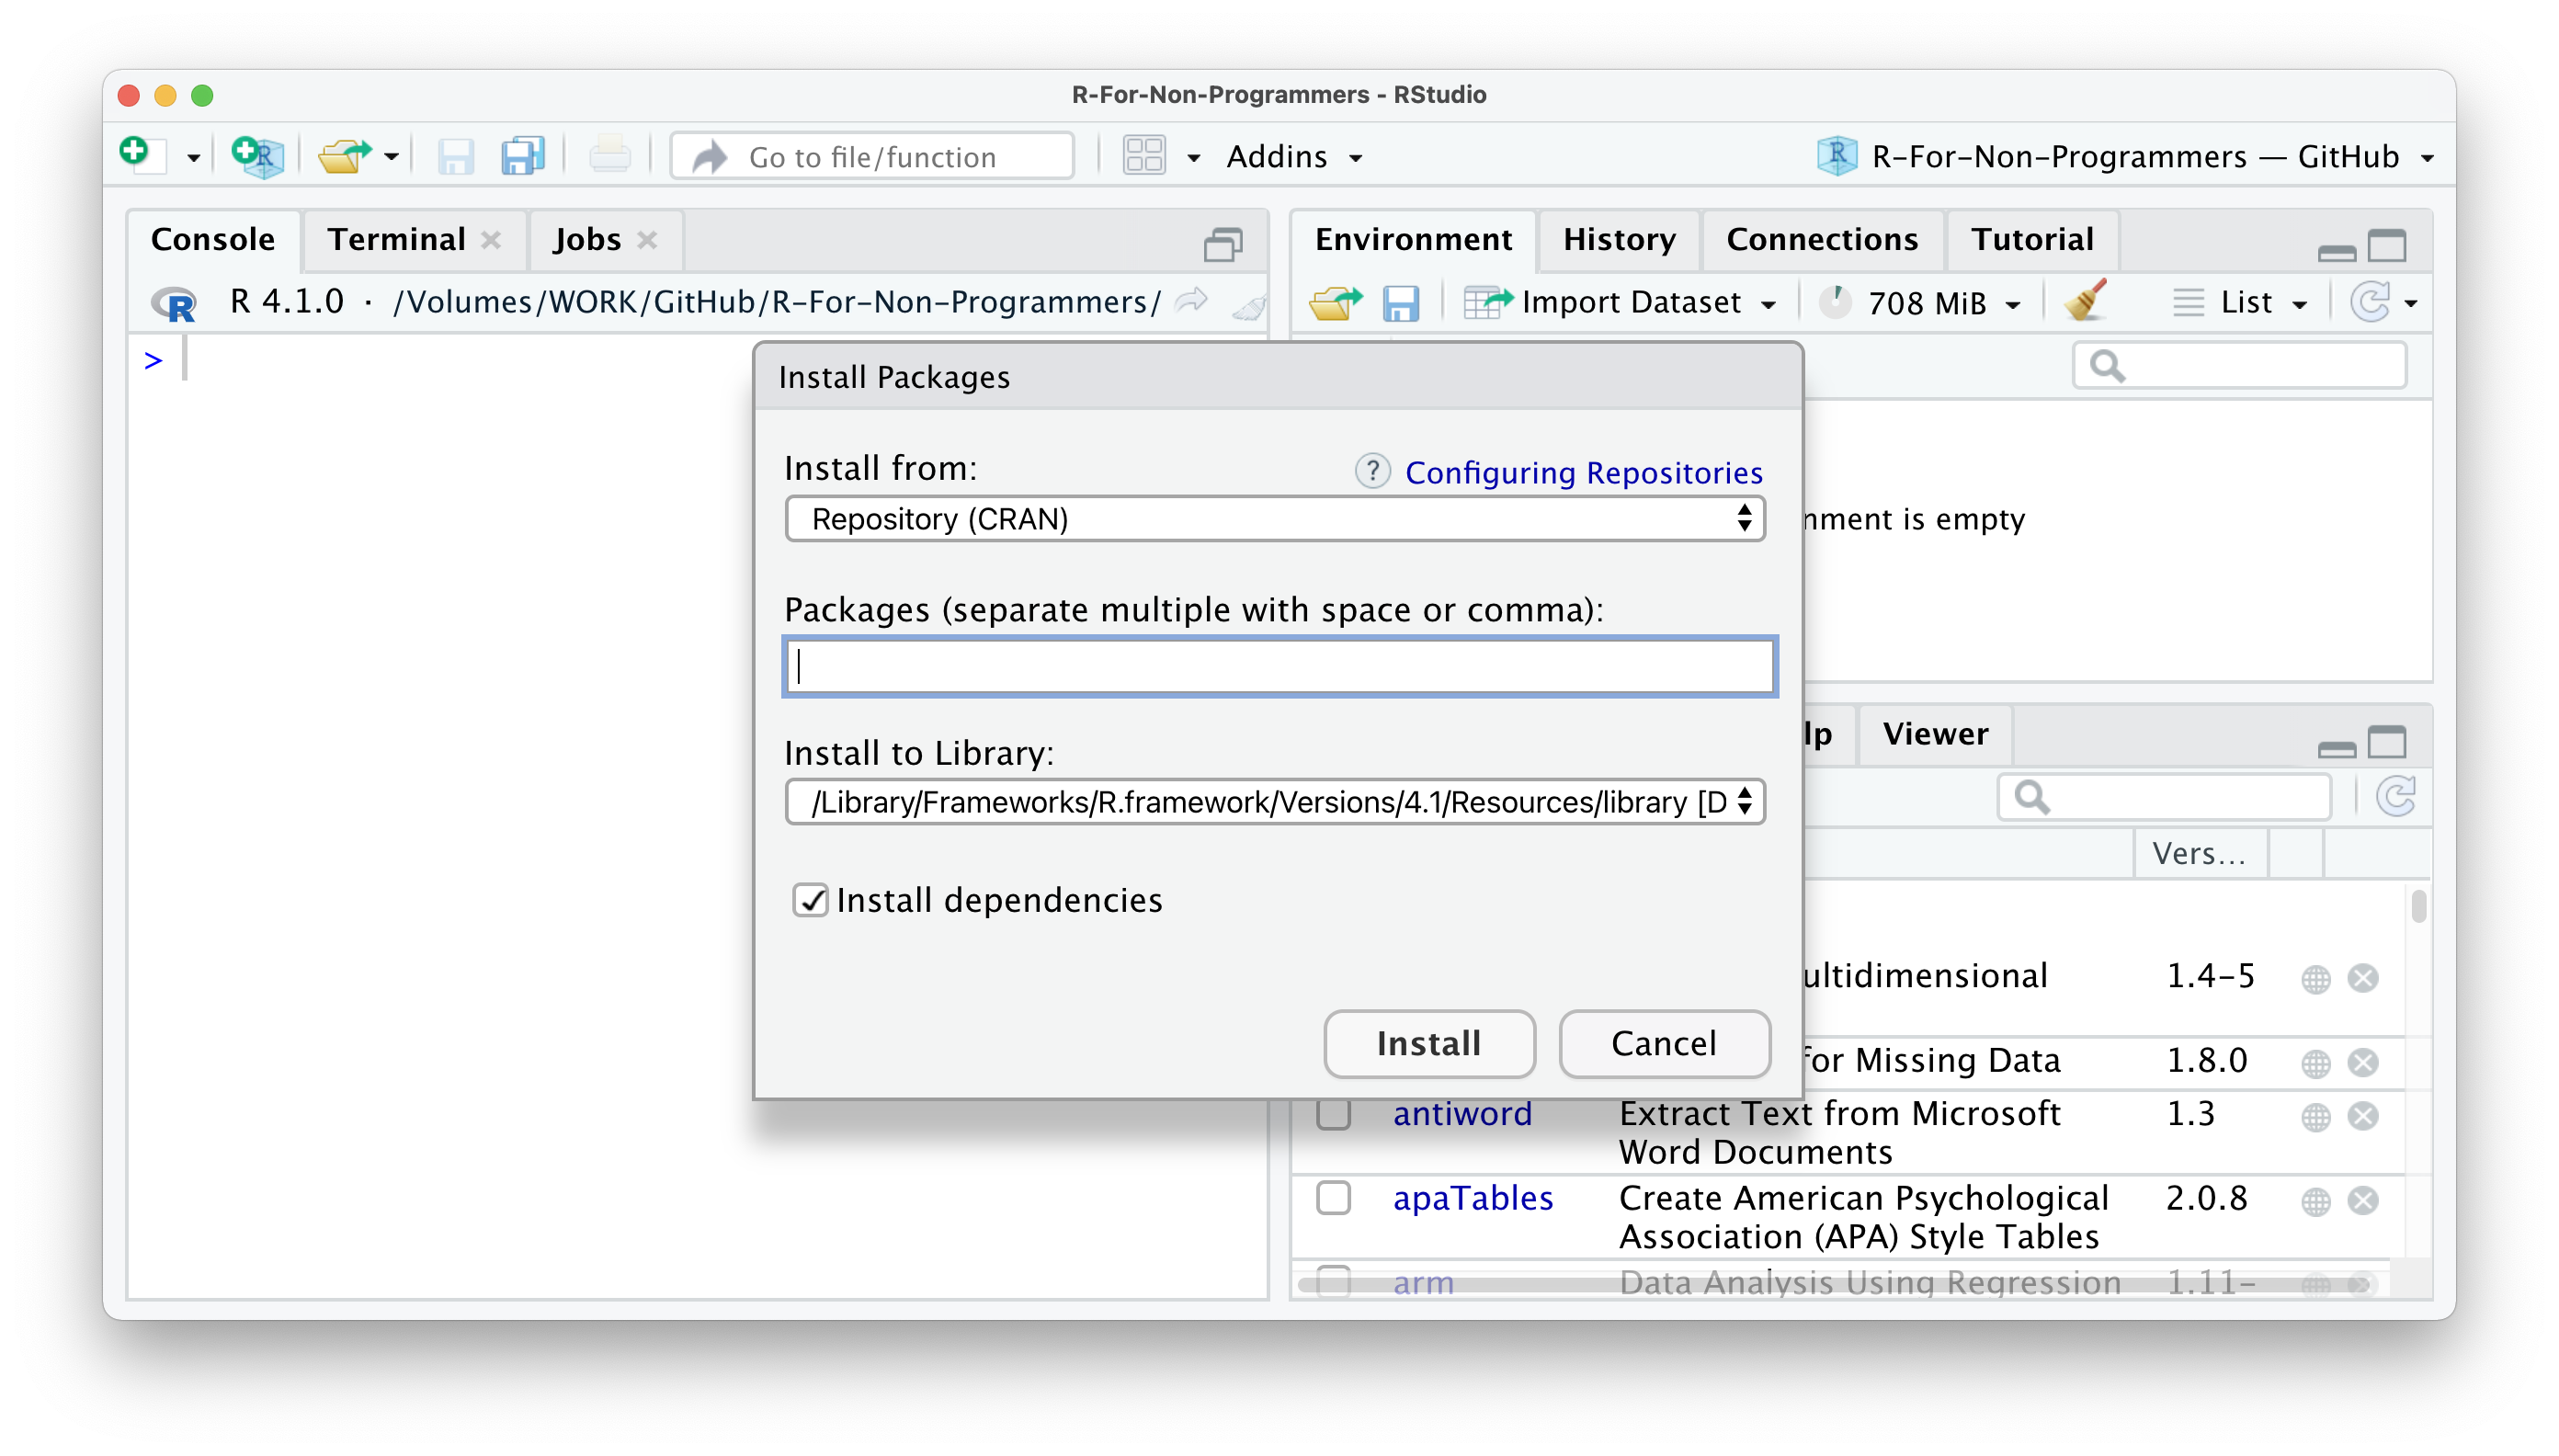 R-For-Non-Programmers - RStudio
Go to file/function
Addins
R-For-Non-Programmers — GitHub
Console
Terminal
Jobs
R 4.1.0 · /Volumes/WORK/GitHub/R-For-Non-Programmers/
>
Environment
History
Connections
Tutorial
Import Dataset
708 MiB
List
nment is empty
Install Packages
Install from:
? Configuring Repositories
Repository (CRAN)
Packages (separate multiple with space or comma):
Install to Library:
/Library/Frameworks/R.framework/Versions/4.1/Resources/library [D
Install dependencies
Install
Cancel
lp
Viewer
Vers...
ultidimensional 1.4-5
for Missing Data 1.8.0
antiword Extract Text from Microsoft 1.3
Word Documents
apaTables Create American Psychological 2.0.8
Association (APA) Style Tables
arm Data Analysis Using Regression 1.11-